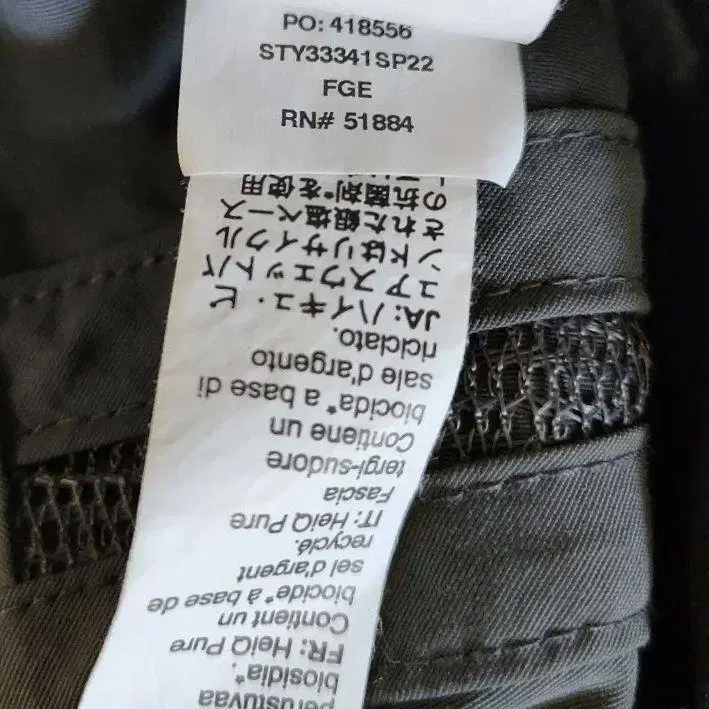 PO: 418556
STY33341SP22
FGE
RN# 51884
perustuvaa
biosidia*.
FR: HeiQ Pure
Contient un
biocide* à base de
sel d'argent
recyclé.
IT: HeiQ Pure
Fascia
tergi-sudore
Contiene un
biocida* a base di
sale d'argento
riciclato.
JA: ハイキュ・ピ
ュア スウェットバ
ンドはリサイクル
された銀塩ベース
の抗菌剤*を使用